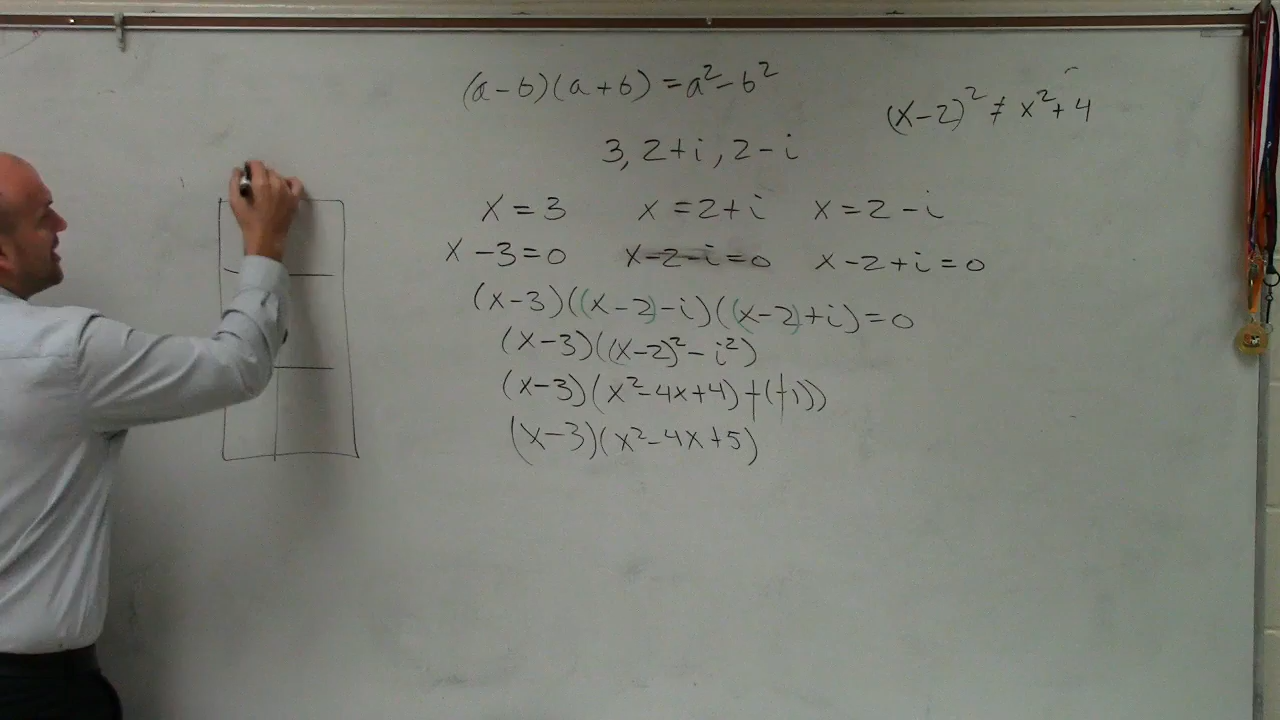 (a-b)(a+b) = a²-b²
(x-2)² ≠ x²+4
3, 2+i, 2-i
x = 3 x = 2+i x = 2-i
x-3=0 x-2-i=0 x-2+i=0
(x-3)((x-2)-i)((x-2)+i)=0
(x-3)((x-2)²-i²)
(x-3)(x²-4x+4)+(+1))
(x-3)(x²-4x+5)